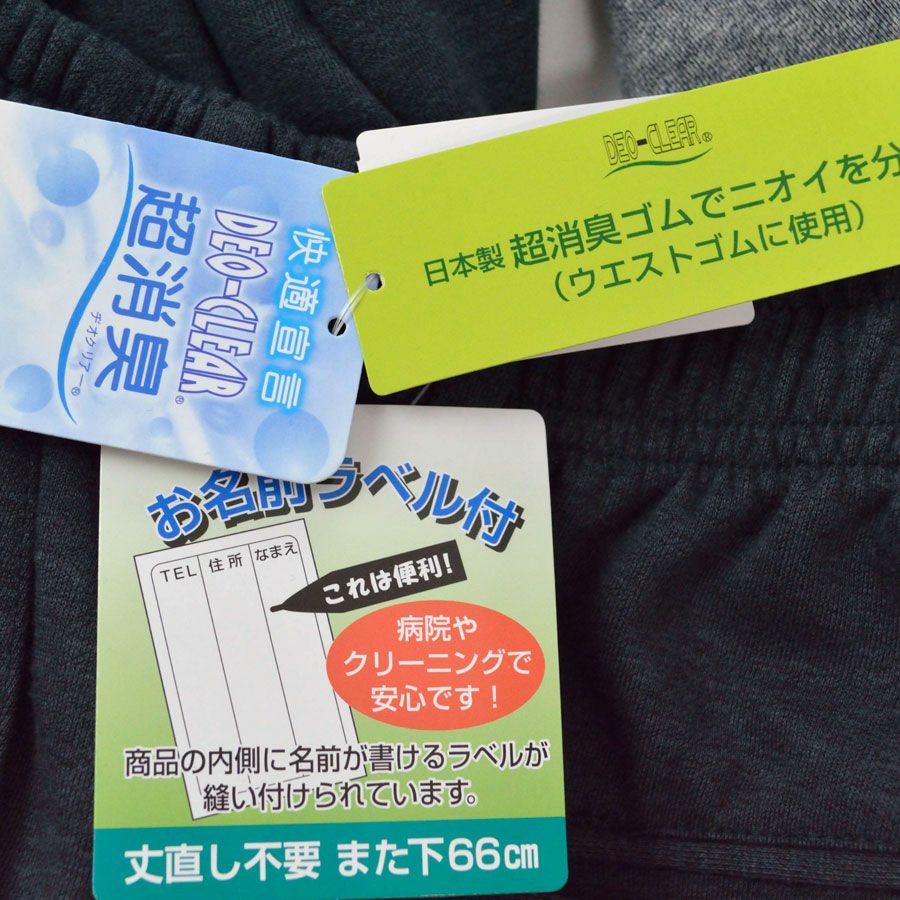 快適宣言
DEO-CLEAR®
超消臭
デオクリアー®
DEO-CLEAR®
日本製 超消臭ゴムでニオイを分
（ウエストゴムに使用）
お名前ラベル付
TEL 住所 なまえ
これは便利!
病院や
クリーニングで
安心です！
商品の内側に名前が書けるラベルが
縫い付けられています。
丈直し不要 また下66cm